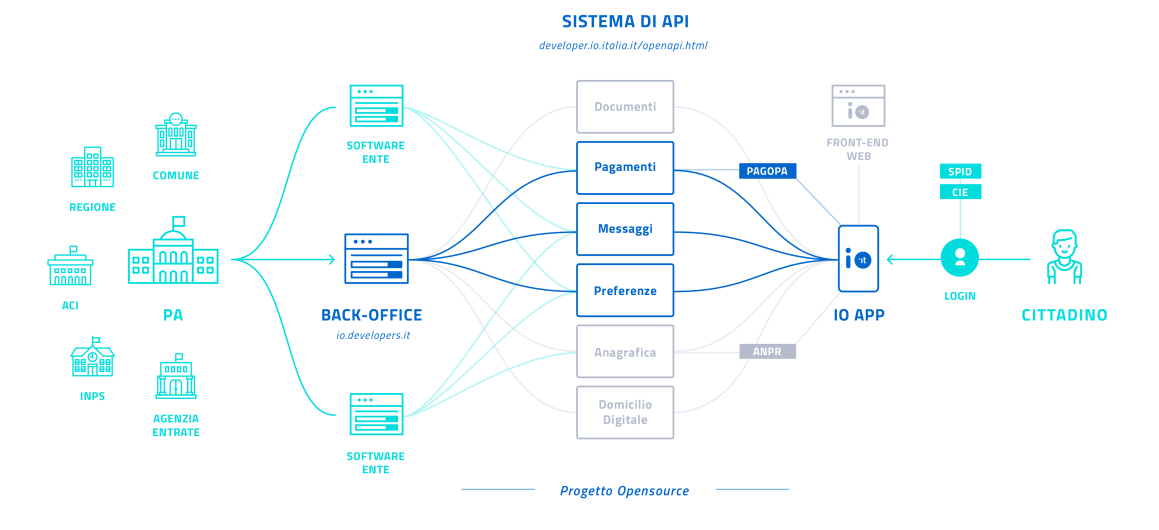 SISTEMA DI API
developer.io.italia.it/openapi.html
COMUNE
REGIONE
ACI
PA
INPS
AGENZIA
ENTRATE
SOFTWARE
ENTE
BACK-OFFICE
io.developers.it
SOFTWARE
ENTE
Documenti
Pagamenti
Messaggi
Preferenze
Anagrafica
Domicilio
Digitale
PAGOPA
ANPR
io it
FRONT-END
WEB
io it
IO APP
SPID
CIE
LOGIN
CITTADINO
Progetto Opensource